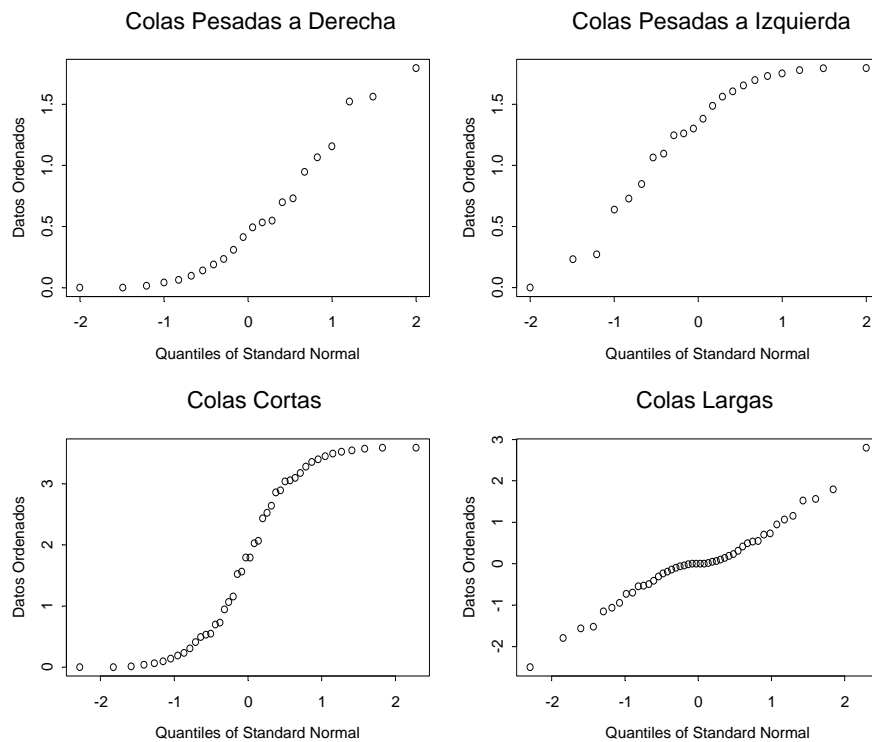 Colas Pesadas a Derecha
Datos Ordenados
0.0 0.5 1.0 1.5
-2 -1 0 1 2
Quantiles of Standard Normal
Colas Pesadas a Izquierda
Datos Ordenados
0.0 0.5 1.0 1.5
-2 -1 0 1 2
Quantiles of Standard Normal
Colas Cortas
Datos Ordenados
0 1 2 3
-2 -1 0 1 2
Quantiles of Standard Normal
Colas Largas
Datos Ordenados
-2 -1 0 1 2 3
-2 -1 0 1 2
Quantiles of Standard Normal